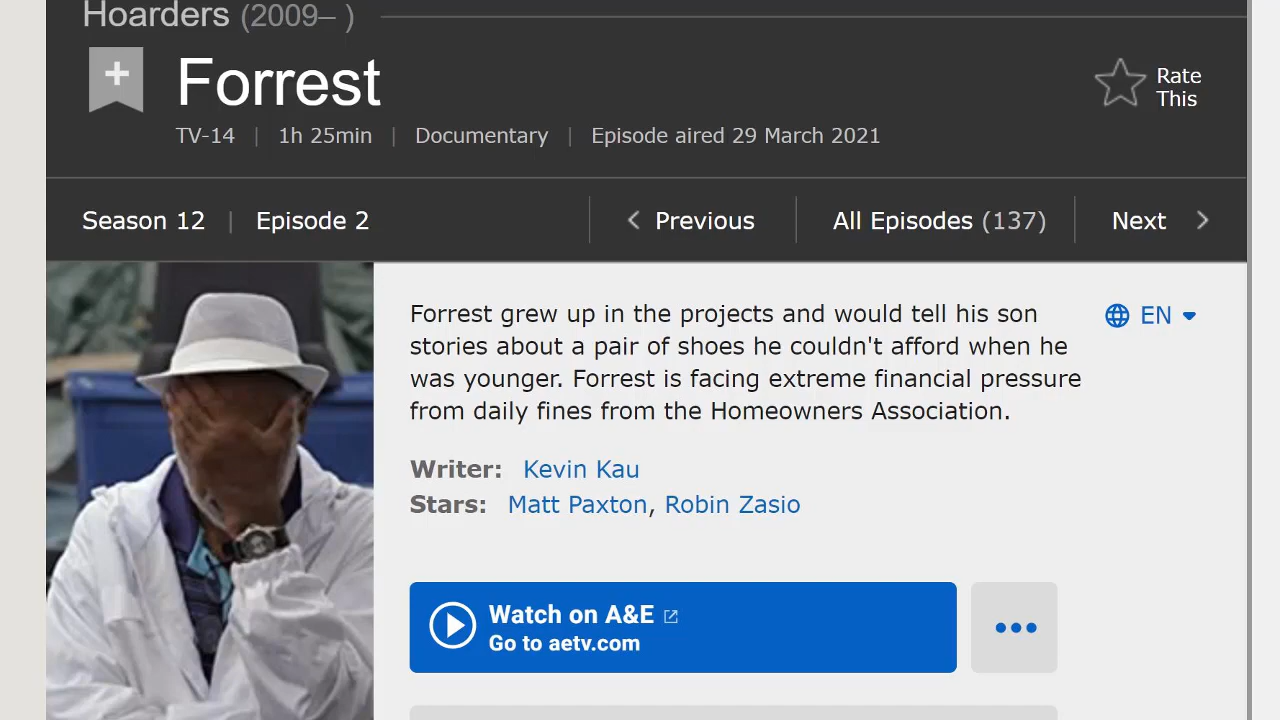 Hoarders (2009– )
Forrest
Rate
This
TV-14 | 1h 25min | Documentary | Episode aired 29 March 2021
Season 12 | Episode 2
Previous
All Episodes (137)
Next
Forrest grew up in the projects and would tell his son
stories about a pair of shoes he couldn't afford when he
was younger. Forrest is facing extreme financial pressure
from daily fines from the Homeowners Association.
EN
Writer: Kevin Kau
Stars: Matt Paxton, Robin Zasio
Watch on A&E
Go to aetv.com